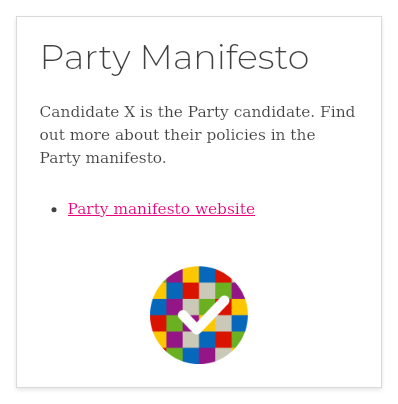 Party Manifesto
Candidate X is the Party candidate. Find
out more about their policies in the
Party manifesto.
Party manifesto website